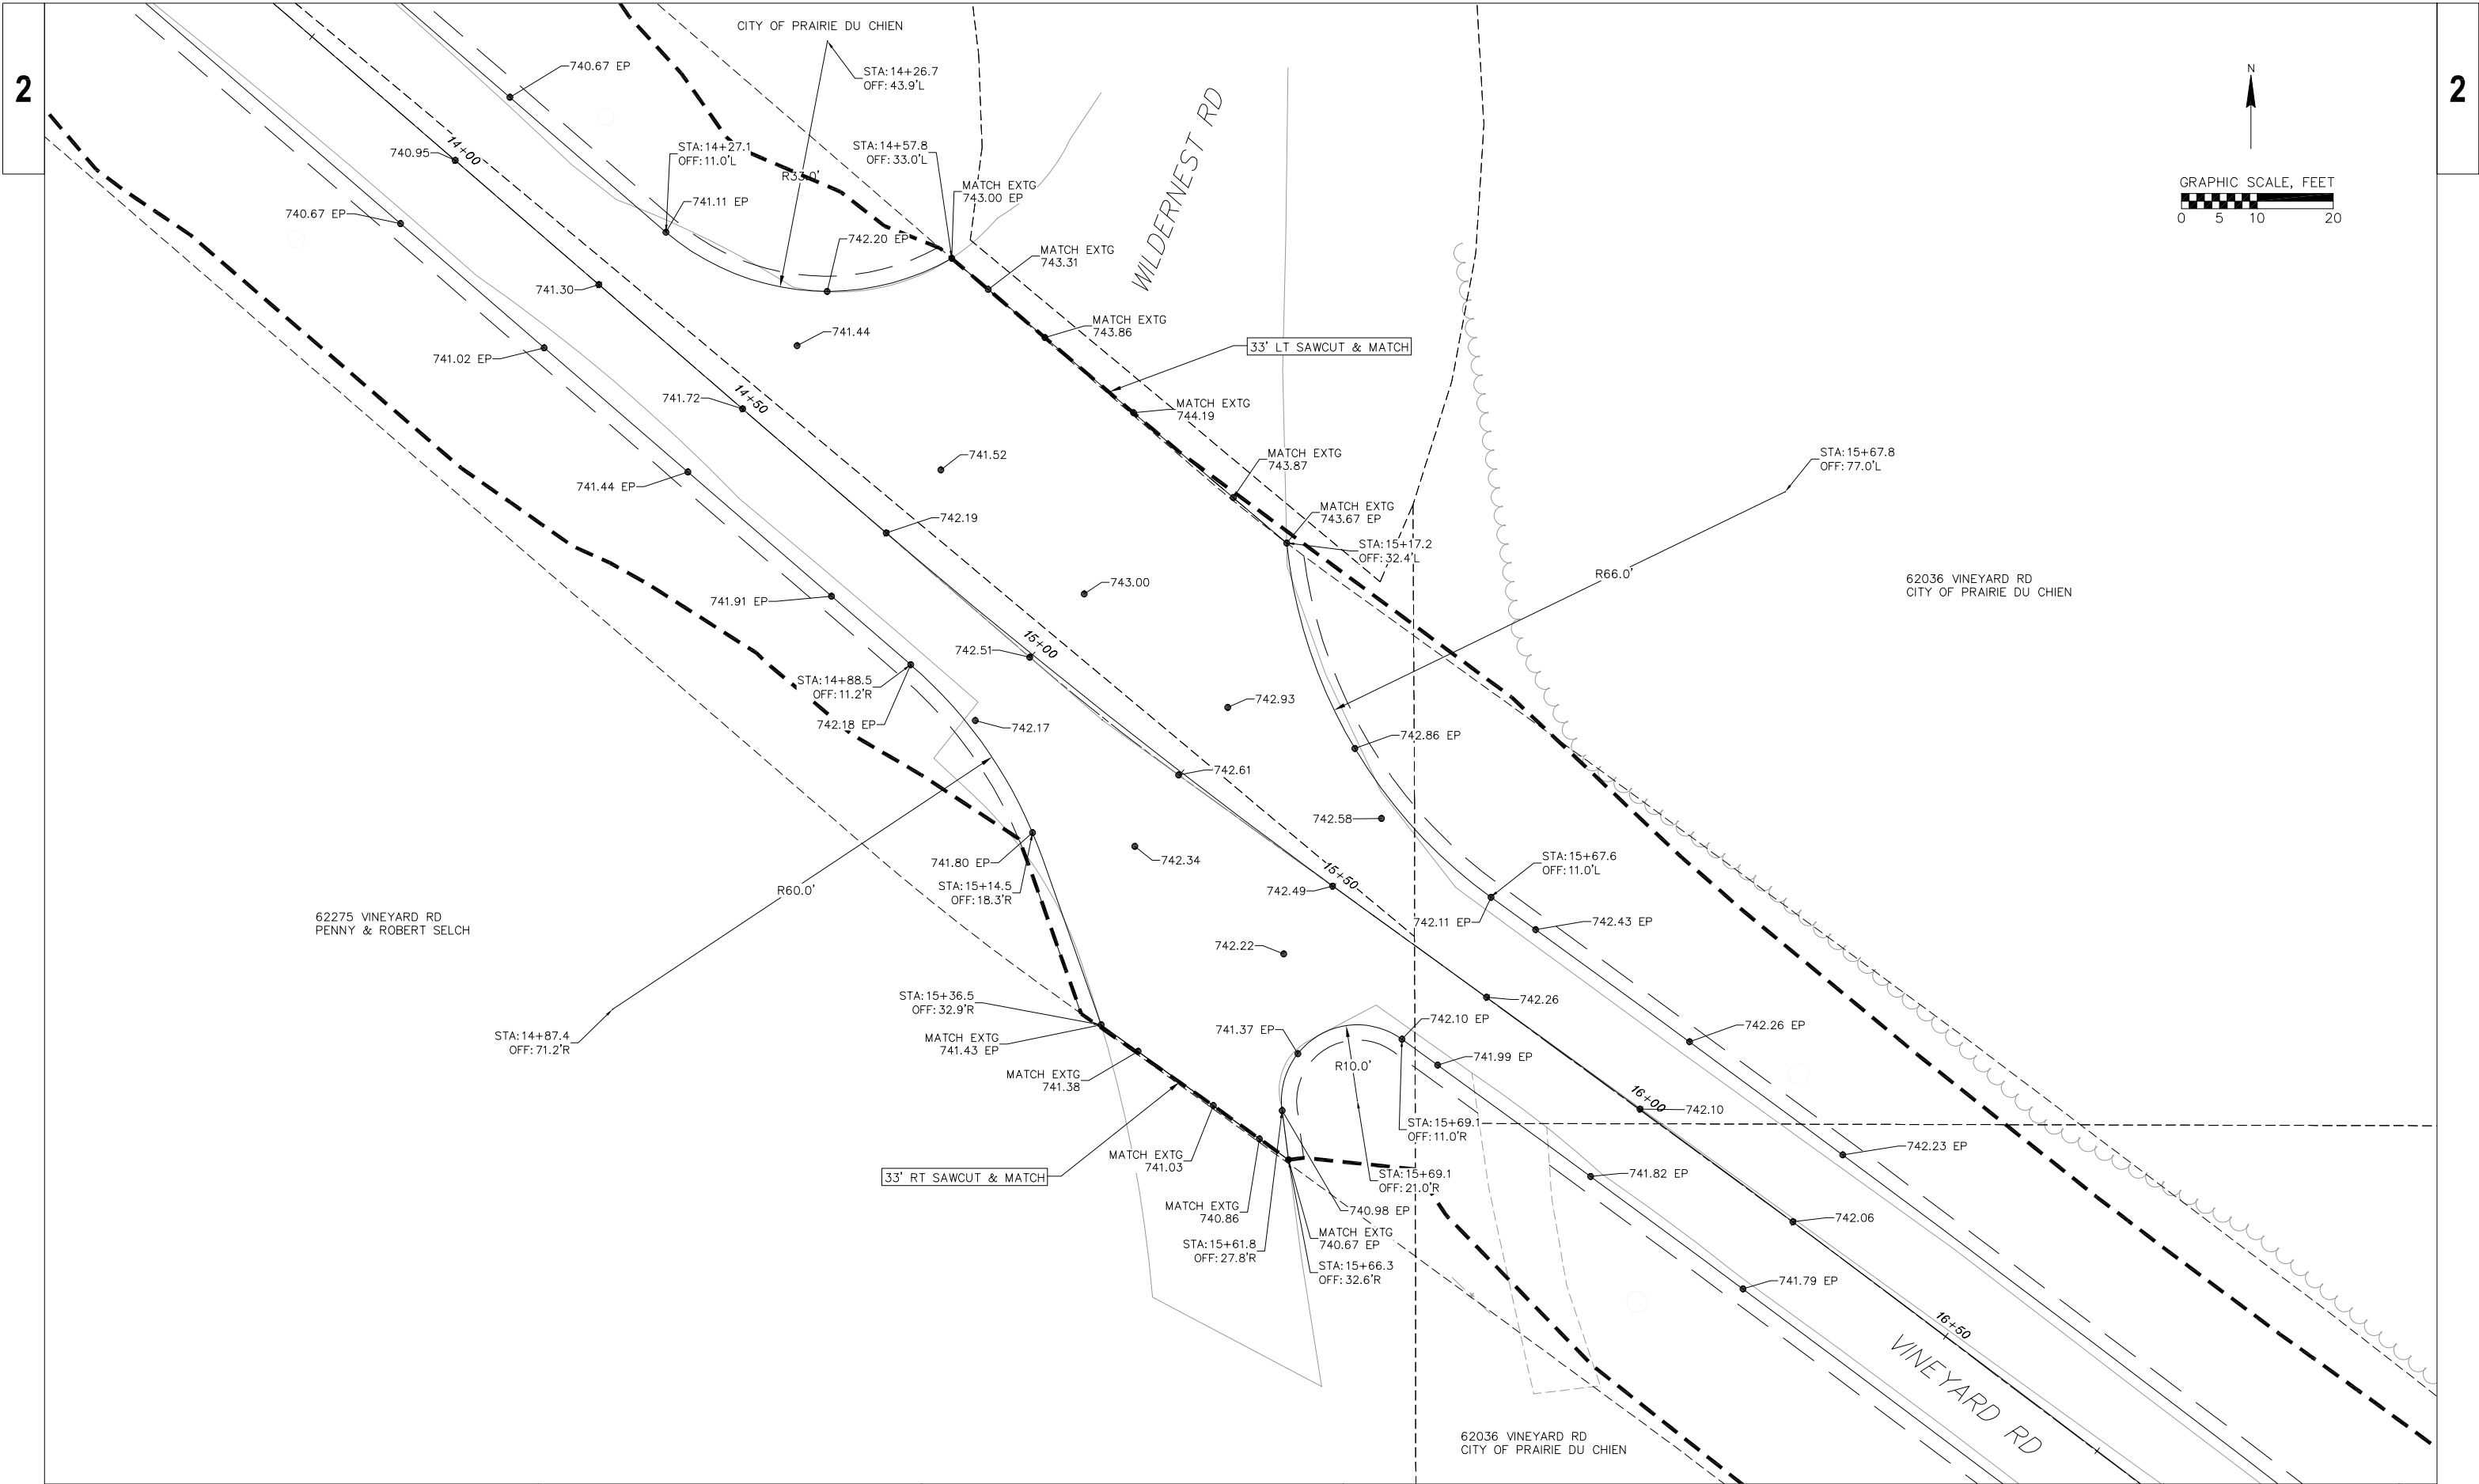 2
2
CITY OF PRAIRIE DU CHIEN
740.67 EP
STA: 14+26.7
OFF: 43.9'L
N
WILDERNEST RD
GRAPHIC SCALE, FEET
0 5 10 20
740.95
14+00
STA: 14+27.1
OFF: 11.0'L
R33.0'
STA: 14+57.8
OFF: 33.0'L
MATCH EXTG
743.00 EP
741.11 EP
740.67 EP
742.20 EP
MATCH EXTG
743.31
741.30
741.44
MATCH EXTG
743.86
33' LT SAWCUT & MATCH
741.02 EP
741.72
14+50
MATCH EXTG
744.19
741.52
MATCH EXTG
743.87
STA: 15+67.8
OFF: 77.0'L
741.44 EP
742.19
MATCH EXTG
743.67 EP
STA: 15+17.2
OFF: 32.4'L
R66.0'
62036 VINEYARD RD
CITY OF PRAIRIE DU CHIEN
743.00
741.91 EP
742.51
15+00
STA: 14+88.5
OFF: 11.2'R
742.93
742.18 EP
742.17
742.86 EP
742.61
742.58
741.80 EP
742.34
STA: 15+67.6
OFF: 11.0'L
R60.0'
STA: 15+14.5
OFF: 18.3'R
742.49
15+50
62275 VINEYARD RD
PENNY & ROBERT SELCH
742.11 EP
742.43 EP
742.22
STA: 15+36.5
OFF: 32.9'R
742.26
STA: 14+87.4
OFF: 71.2'R
MATCH EXTG
741.43 EP
741.37 EP
742.10 EP
742.26 EP
MATCH EXTG
741.38
R10.0'
741.99 EP
16+00
742.10
STA: 15+69.1
OFF: 11.0'R
742.23 EP
MATCH EXTG
741.03
33' RT SAWCUT & MATCH
STA: 15+69.1
OFF: 21.0'R
741.82 EP
MATCH EXTG
740.86
740.98 EP
742.06
STA: 15+61.8
OFF: 27.8'R
MATCH EXTG
740.67 EP
STA: 15+66.3
OFF: 32.6'R
741.79 EP
16+50
VINEYARD RD
62036 VINEYARD RD
CITY OF PRAIRIE DU CHIEN